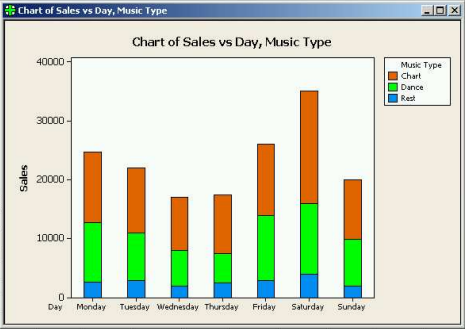 Chart of Sales vs Day, Music Type
Chart of Sales vs Day, Music Type
Music Type
Chart
Dance
Rest
Sales
40000
30000
20000
10000
0
Day Monday Tuesday Wednesday Thursday Friday Saturday Sunday